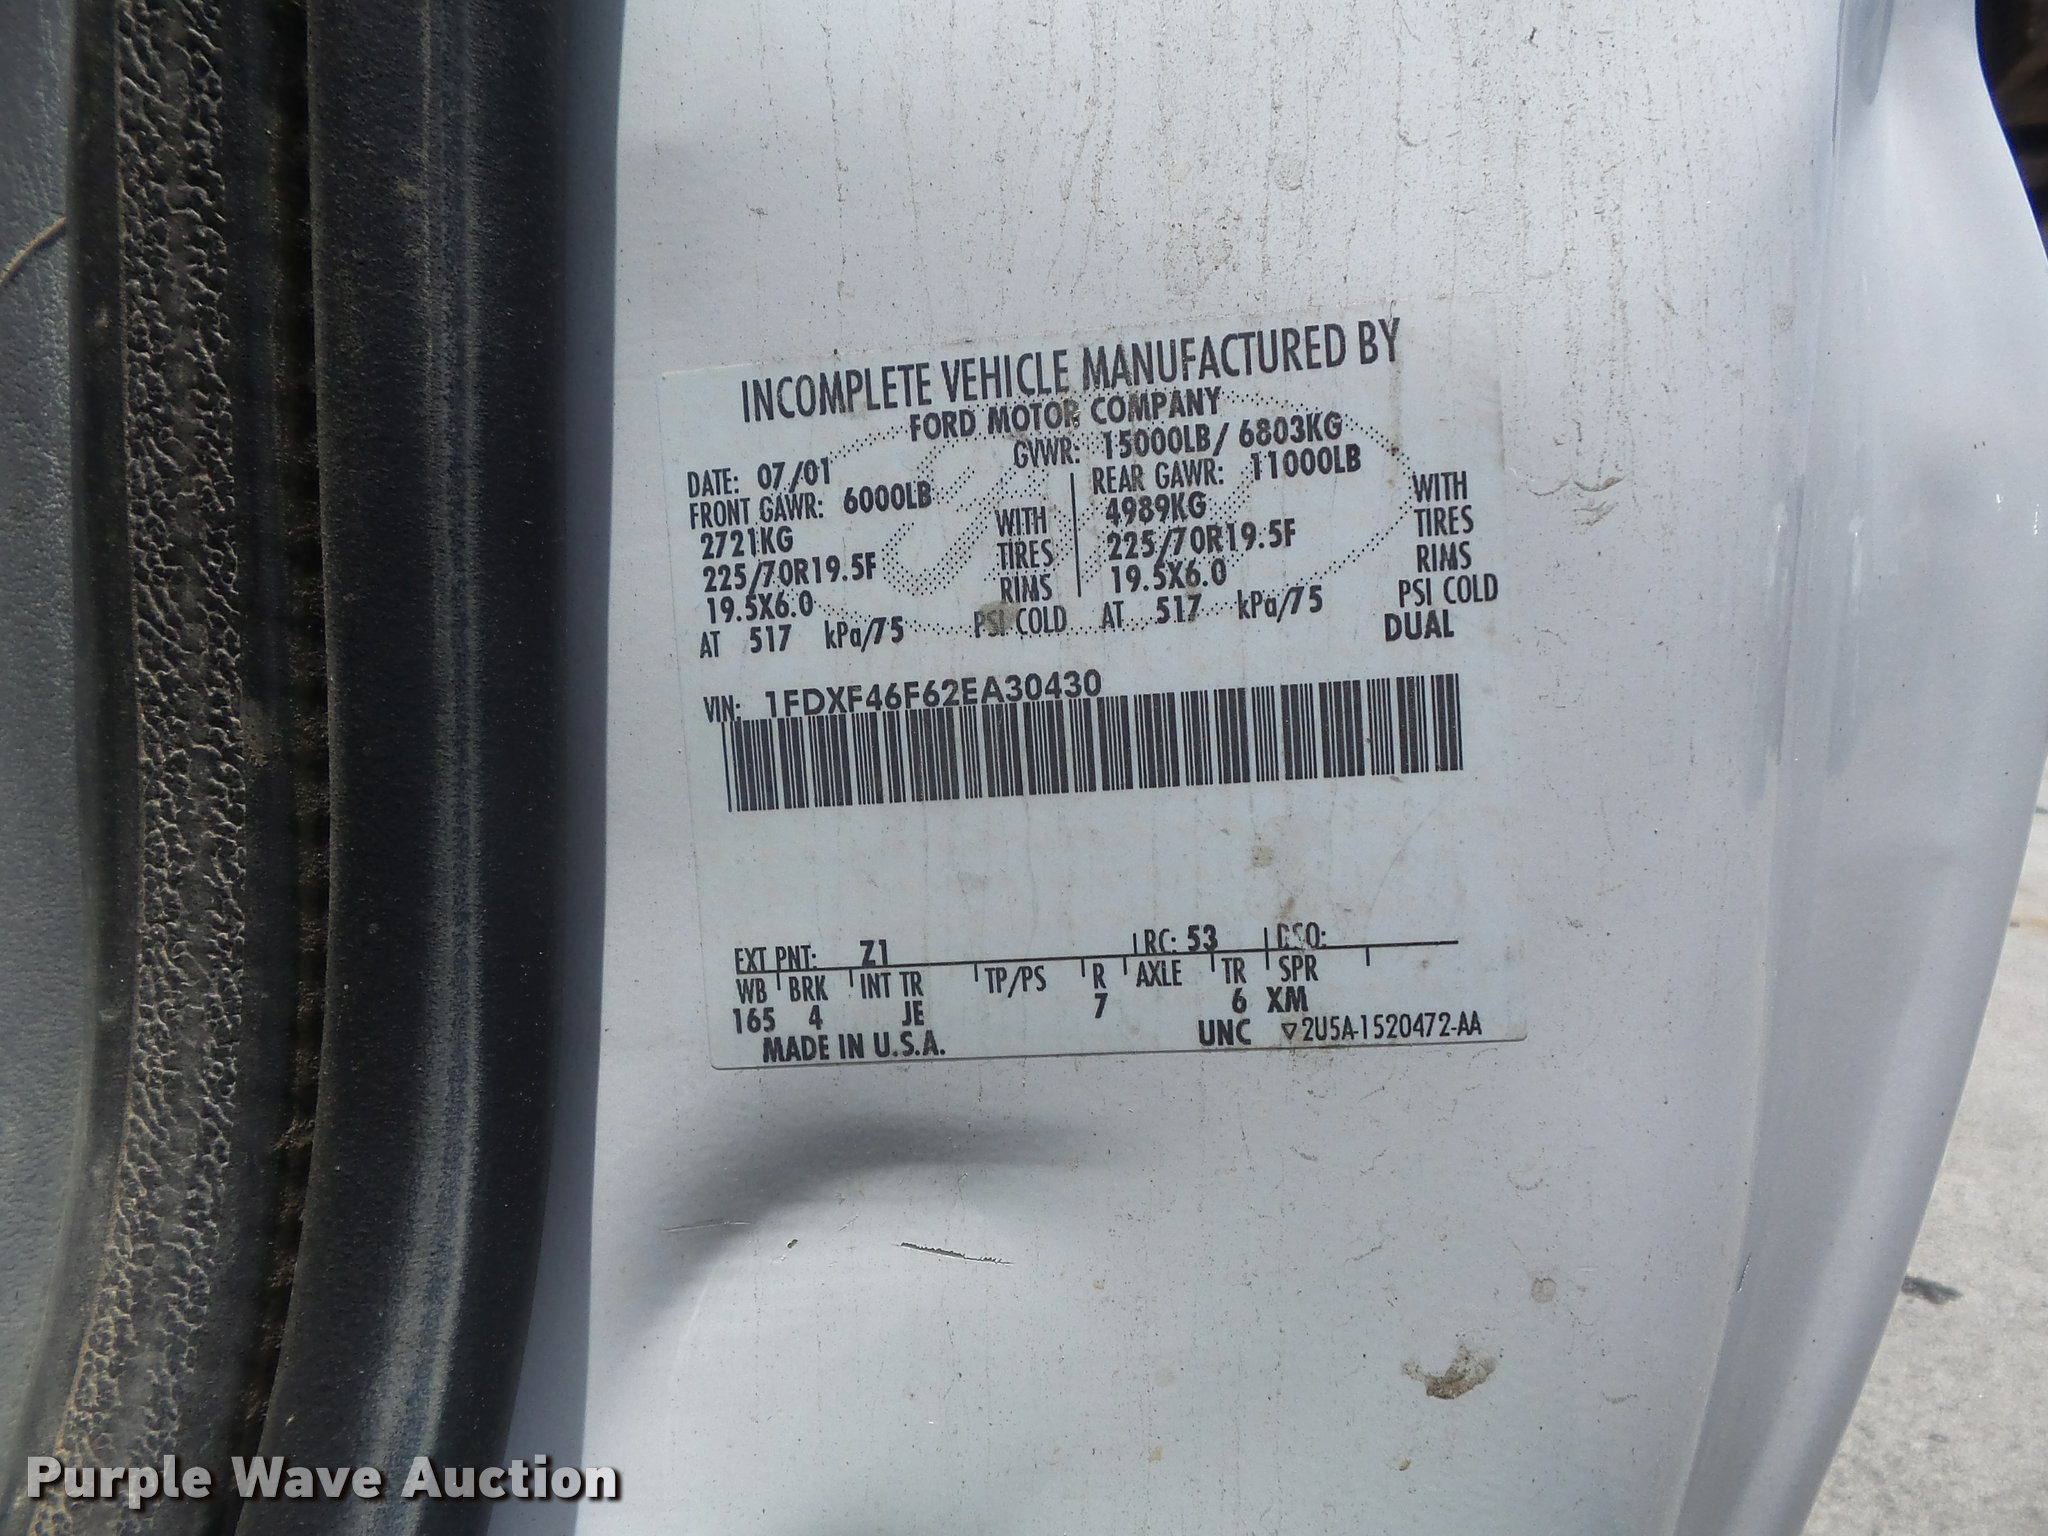 INCOMPLETE VEHICLE MANUFACTURED BY
FORD MOTOR COMPANY
DATE: 07/01 GVWR: 15000LB/ 6803KG
FRONT GAWR: 6000LB REAR GAWR: 11000LB
2721KG WITH 4989KG WITH
225/70R19.5F TIRES 225/70R19.5F TIRES
19.5X6.0 RIMS 19.5X6.0 RIMS
AT 517 kPa/75 PSI COLD AT 517 kPa/75 PSI COLD
DUAL
VIN: 1FDXF46F62EA30430
EXT PNT: Z1 RC: 53 DSO:
WB BRK INT TR TP/PS R AXLE TR SPR
165 4 JE 7 6 XM
MADE IN U.S.A. UNC 2U5A-1520472-AA
Purple Wave Auction